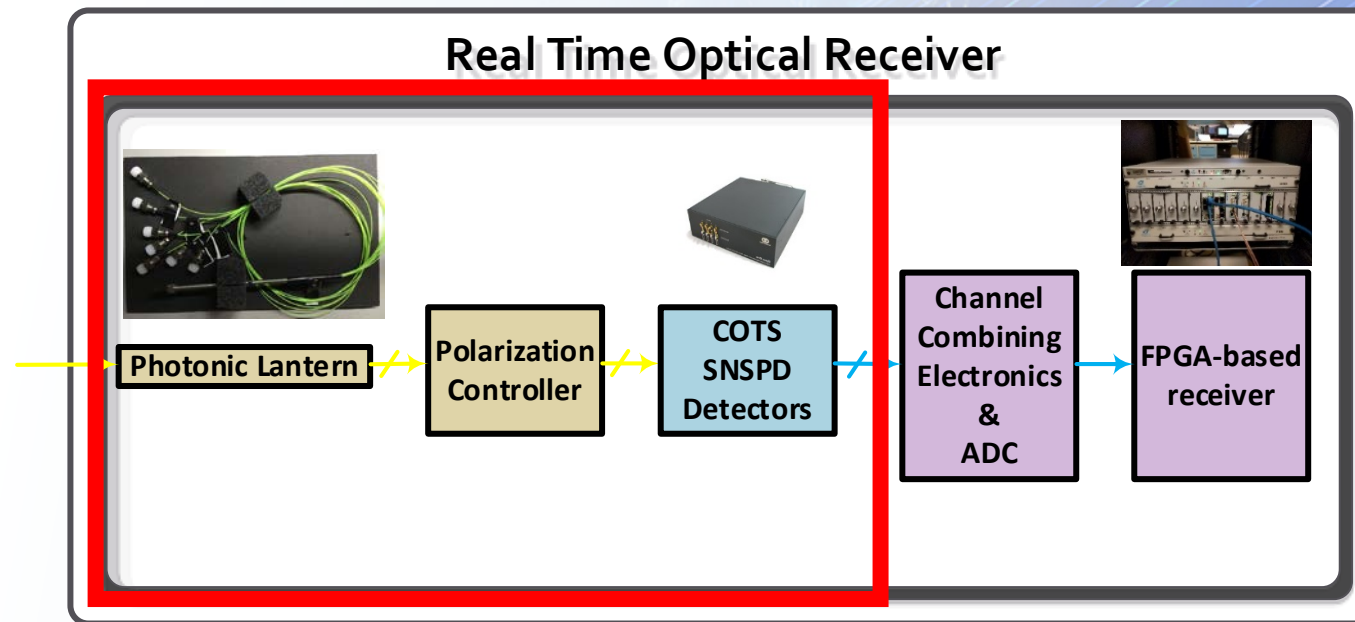 Real Time Optical Receiver
Photonic Lantern
Polarization
Controller
COTS
SNSPD
Detectors
Channel
Combining
Electronics
&
ADC
FPGA-based
receiver